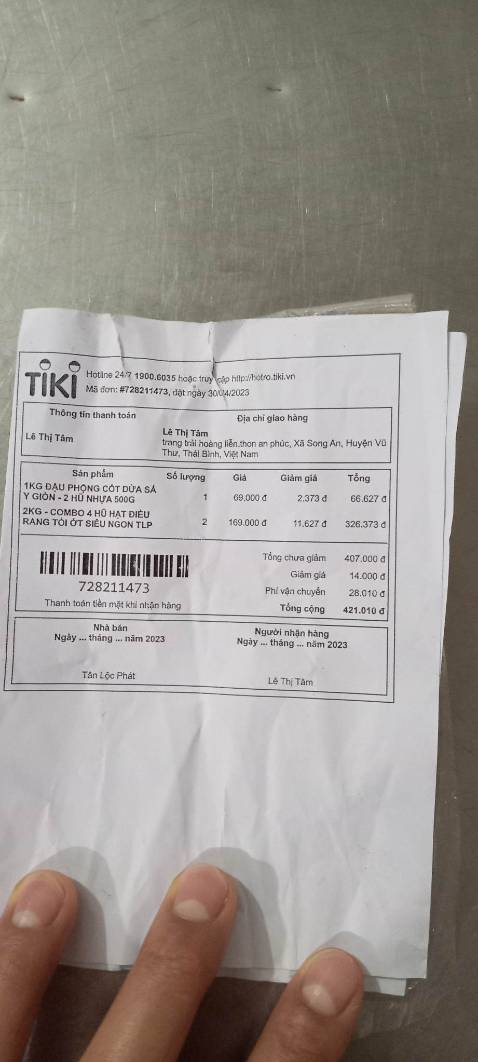 TIKI
Hotline 24/7 1900.6035 hoặc truy cập http://hotro.tiki.vn
Mã đơn: #728211473, đặt ngày 30/04/2023
Thông tin thanh toán Địa chỉ giao hàng
Lê Thị Tâm Lê Thị Tâm
trang trải hoàng liễn,thon an phúc, Xã Song An, Huyện Vũ
Thư, Thái Bình, Việt Nam
Sản phẩm Số lượng Giá Giảm giá Tổng
1KG ĐẬU PHỘNG CỐT DỪA SẤ
Y GIÒN - 2 HŨ NHỰA 500G 1 69.000 đ 2.373 đ 66.627 đ
2KG - COMBO 4 HŨ HẠT ĐIỀU
RANG TỎI ỚT SIÊU NGON TLP 2 169.000 đ 11.627 đ 326.373 đ
Tổng chưa giảm 407.000 đ
Giảm giá 14.000 đ
728211473 Phí vận chuyển 28.010 đ
Thanh toán tiền mặt khi nhận hàng Tổng cộng 421.010 đ
Nhà bán Người nhận hàng
Ngày ... tháng ... năm 2023 Ngày ... tháng ... năm 2023
Tân Lộc Phát Lê Thị Tâm